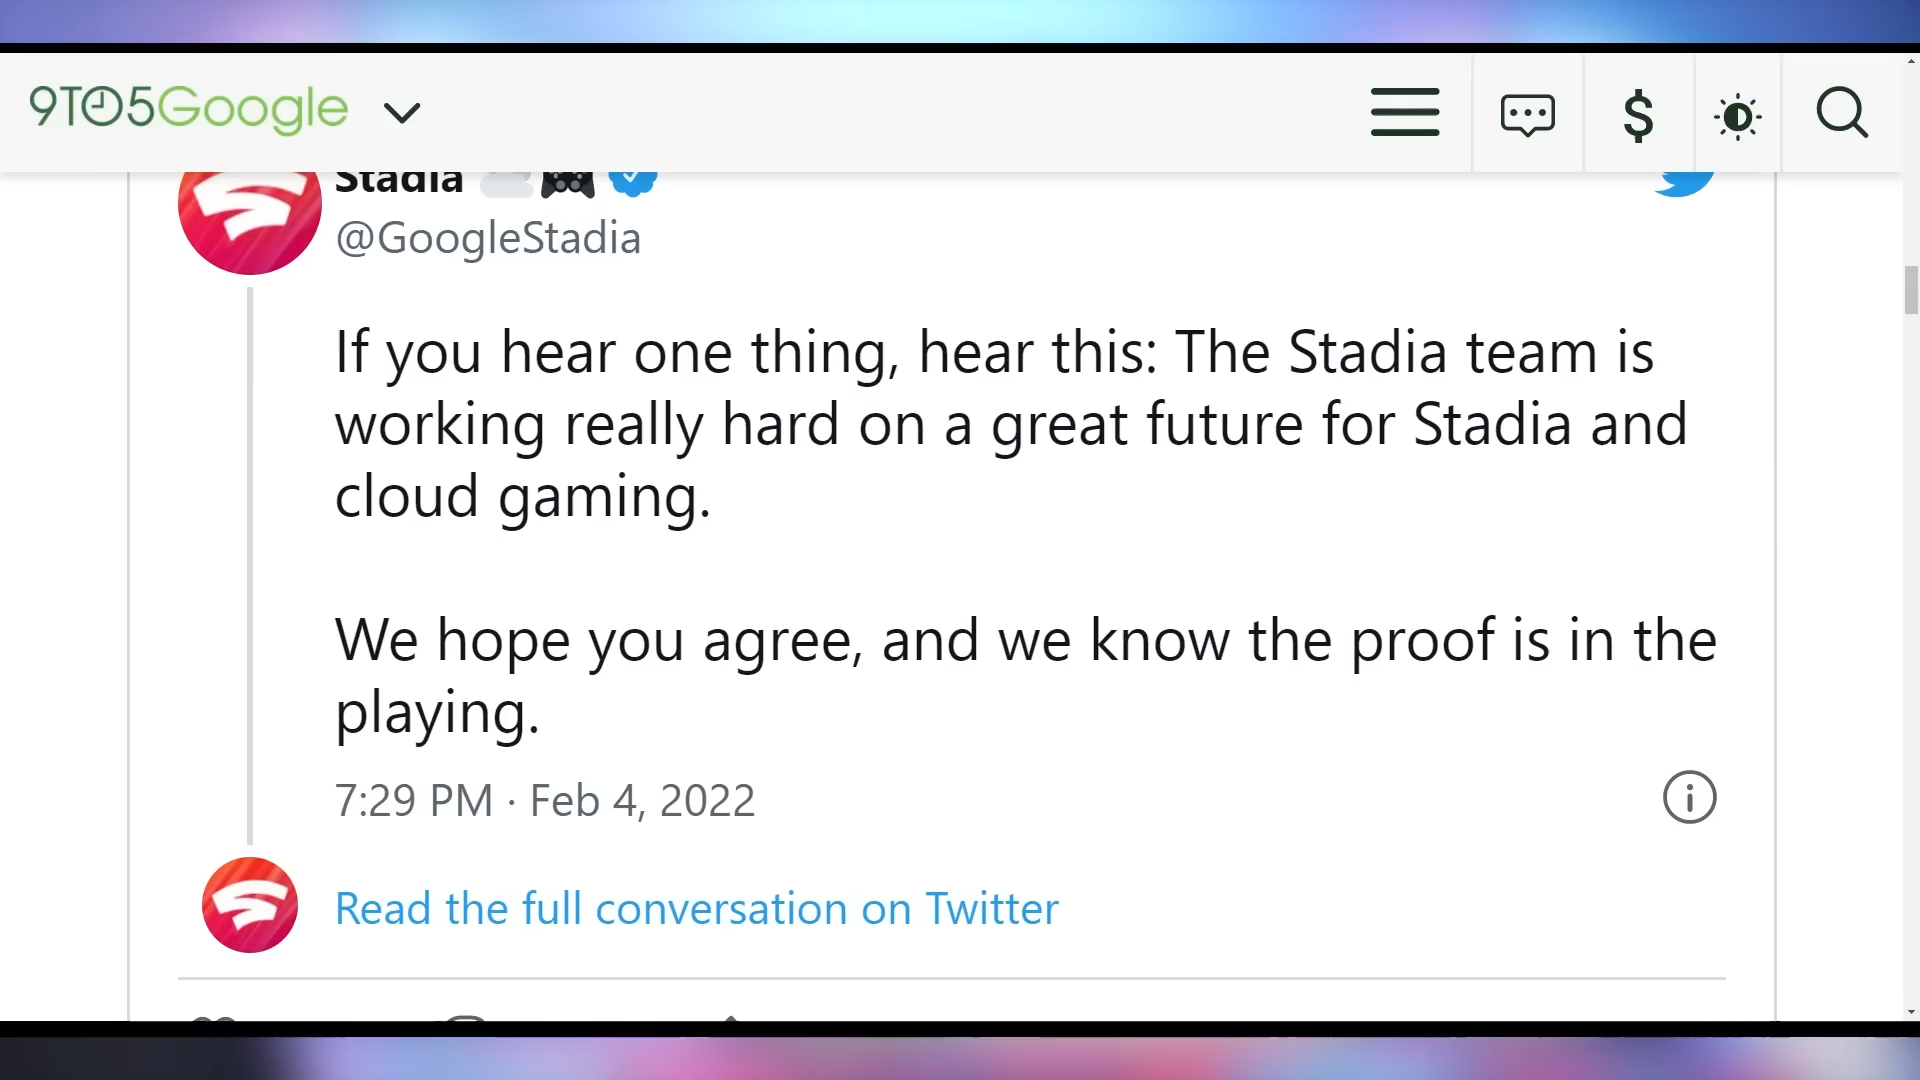 9TO5Google
$
Stadia
@GoogleStadia
If you hear one thing, hear this: The Stadia team is
working really hard on a great future for Stadia and
cloud gaming.
We hope you agree, and we know the proof is in the
playing.
7:29 PM · Feb 4, 2022
Read the full conversation on Twitter